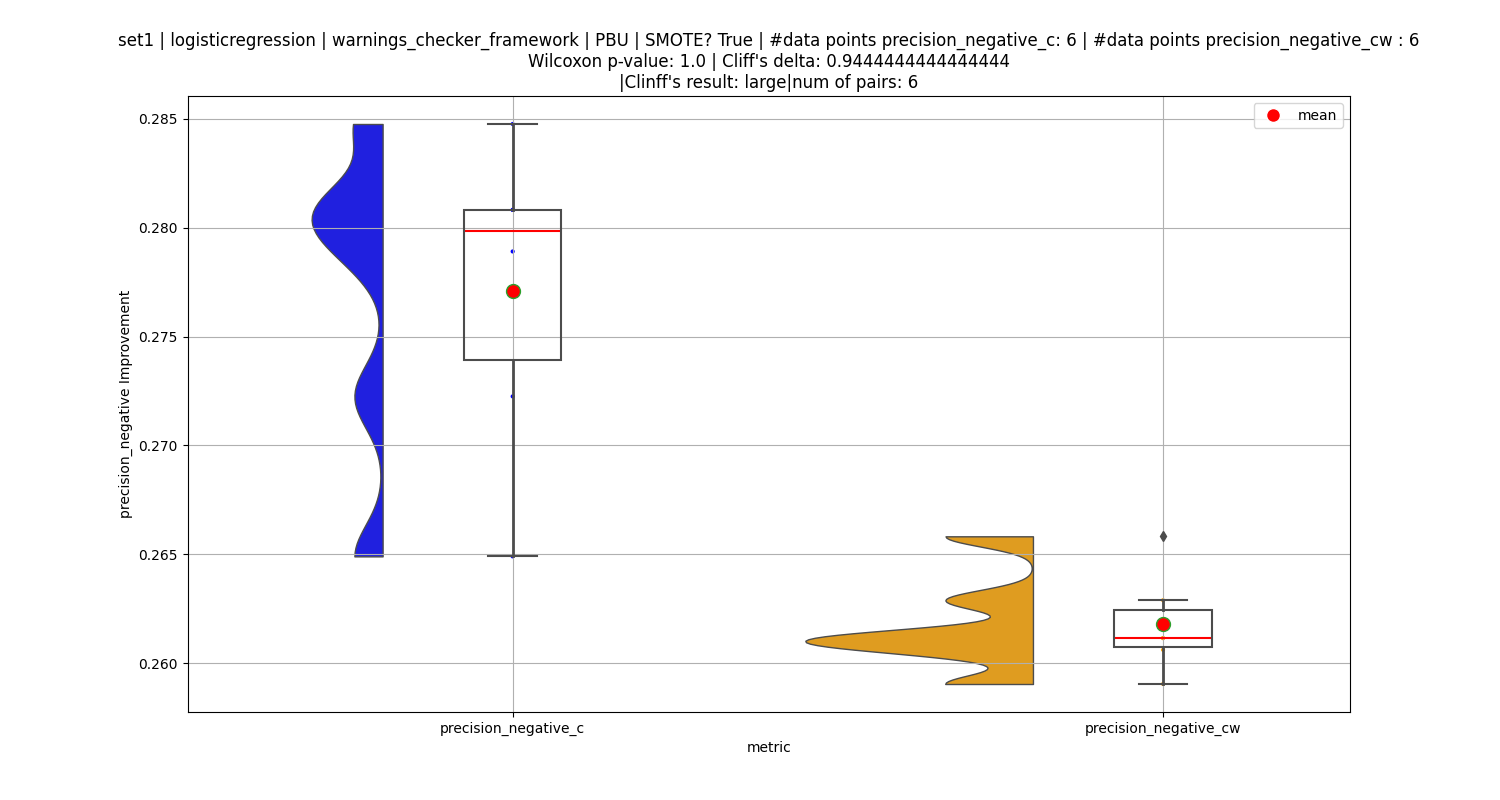 set1 | logisticregression | warnings_checker_framework | PBU | SMOTE? True | #data points precision_negative_c: 6 | #data points precision_negative_cw : 6
Wilcoxon p-value: 1.0 | Cliff's delta: 0.9444444444444444
|Clinff's result: large|num of pairs: 6
mean
0.285
0.280
0.275
0.270
0.265
0.260
precision_negative Improvement
precision_negative_c
precision_negative_cw
metric